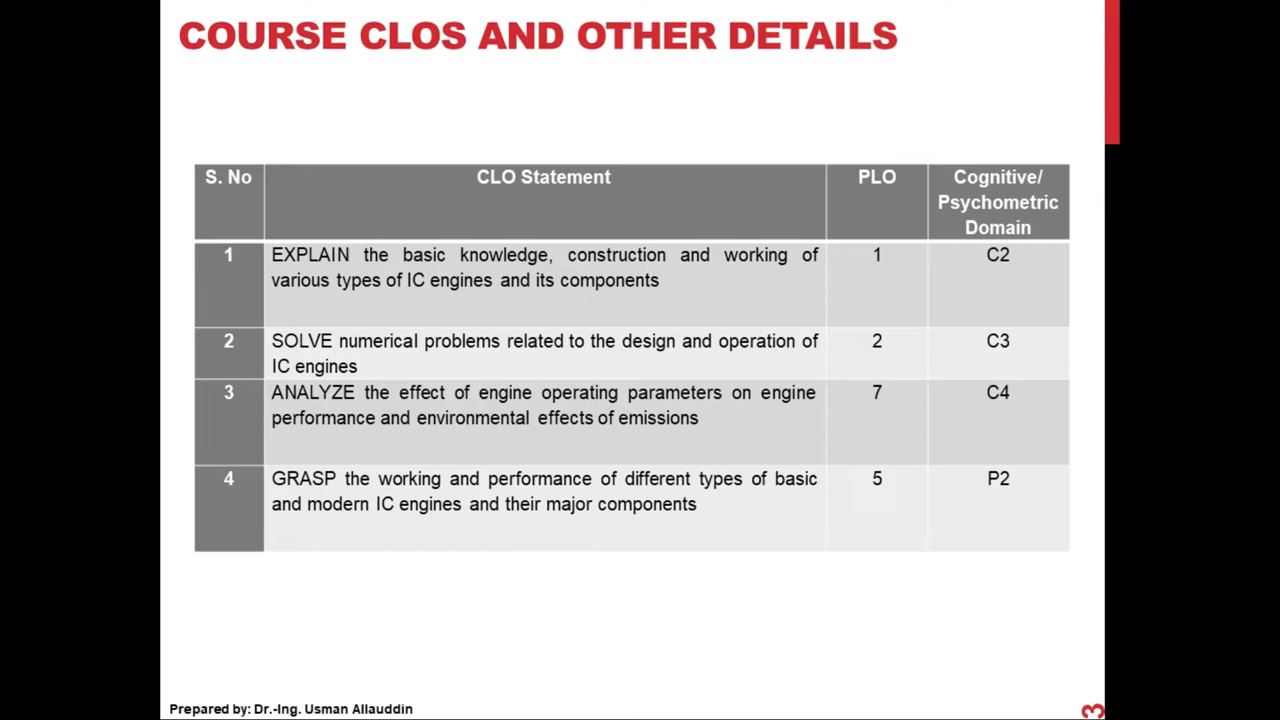 COURSE CLOS AND OTHER DETAILS
S. No CLO Statement PLO Cognitive/
Psychometric
Domain
1 EXPLAIN the basic knowledge, construction and working of 1 C2
various types of IC engines and its components
2 SOLVE numerical problems related to the design and operation of 2 C3
IC engines
3 ANALYZE the effect of engine operating parameters on engine 7 C4
performance and environmental effects of emissions
4 GRASP the working and performance of different types of basic 5 P2
and modern IC engines and their major components
Prepared by: Dr.-Ing. Usman Allauddin
3